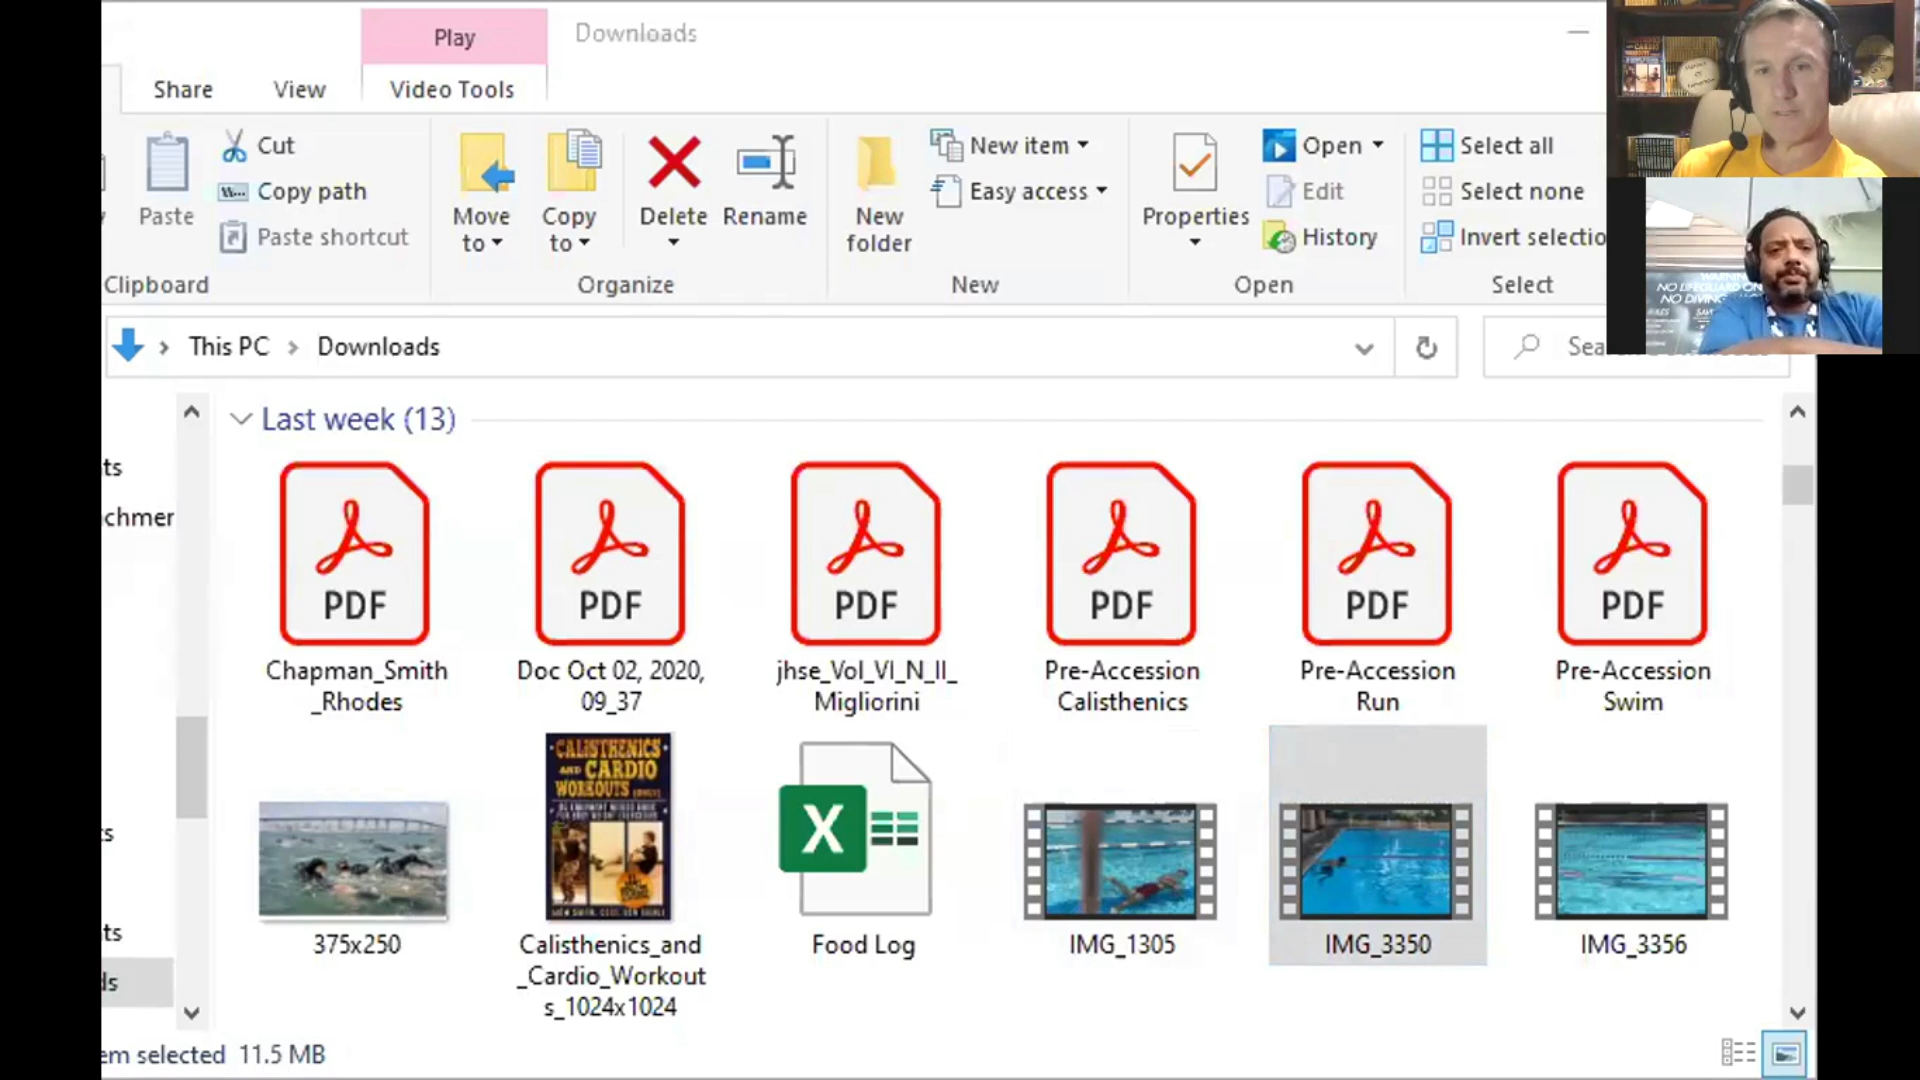 Play
Downloads
Share
View
Video Tools
Paste
Cut
Copy path
Paste shortcut
Clipboard
Move
to
Copy
to
Delete
Rename
Organize
New
folder
New item
Easy access
New
Properties
Open
Edit
History
Open
Select all
Select none
Invert selectio
Select
NO LIFEGUARD ON
NO DIVING
This PC
Downloads
Sea
Last week (13)
ts
chmer
PDF
PDF
PDF
PDF
PDF
PDF
Chapman_Smith
_Rhodes
Doc Oct 02, 2020,
09_37
jhse_Vol_VI_N_II_
Migliorini
Pre-Accession
Calisthenics
Pre-Accession
Run
Pre-Accession
Swim
CALISTHENICS
AND CARDIO
WORKOUTS
X
375x250
Calisthenics_and
_Cardio_Workout
s_1024x1024
Food Log
IMG_1305
IMG_3350
IMG_3356
ts
ts
ds
em selected 11.5 MB